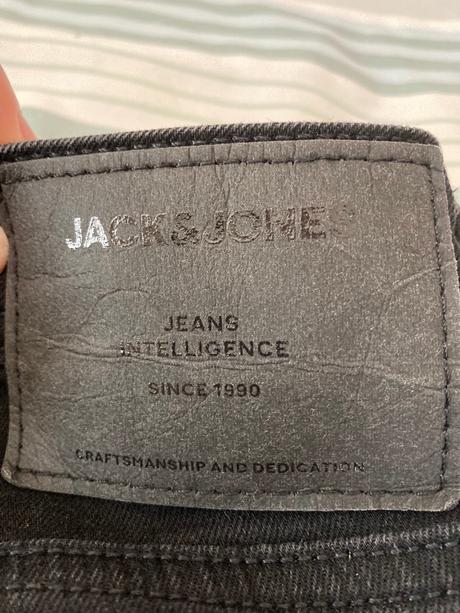 JACK&JONES
JEANS
INTELLIGENCE
SINCE 1990
CRAFTSMANSHIP AND DEDICATION